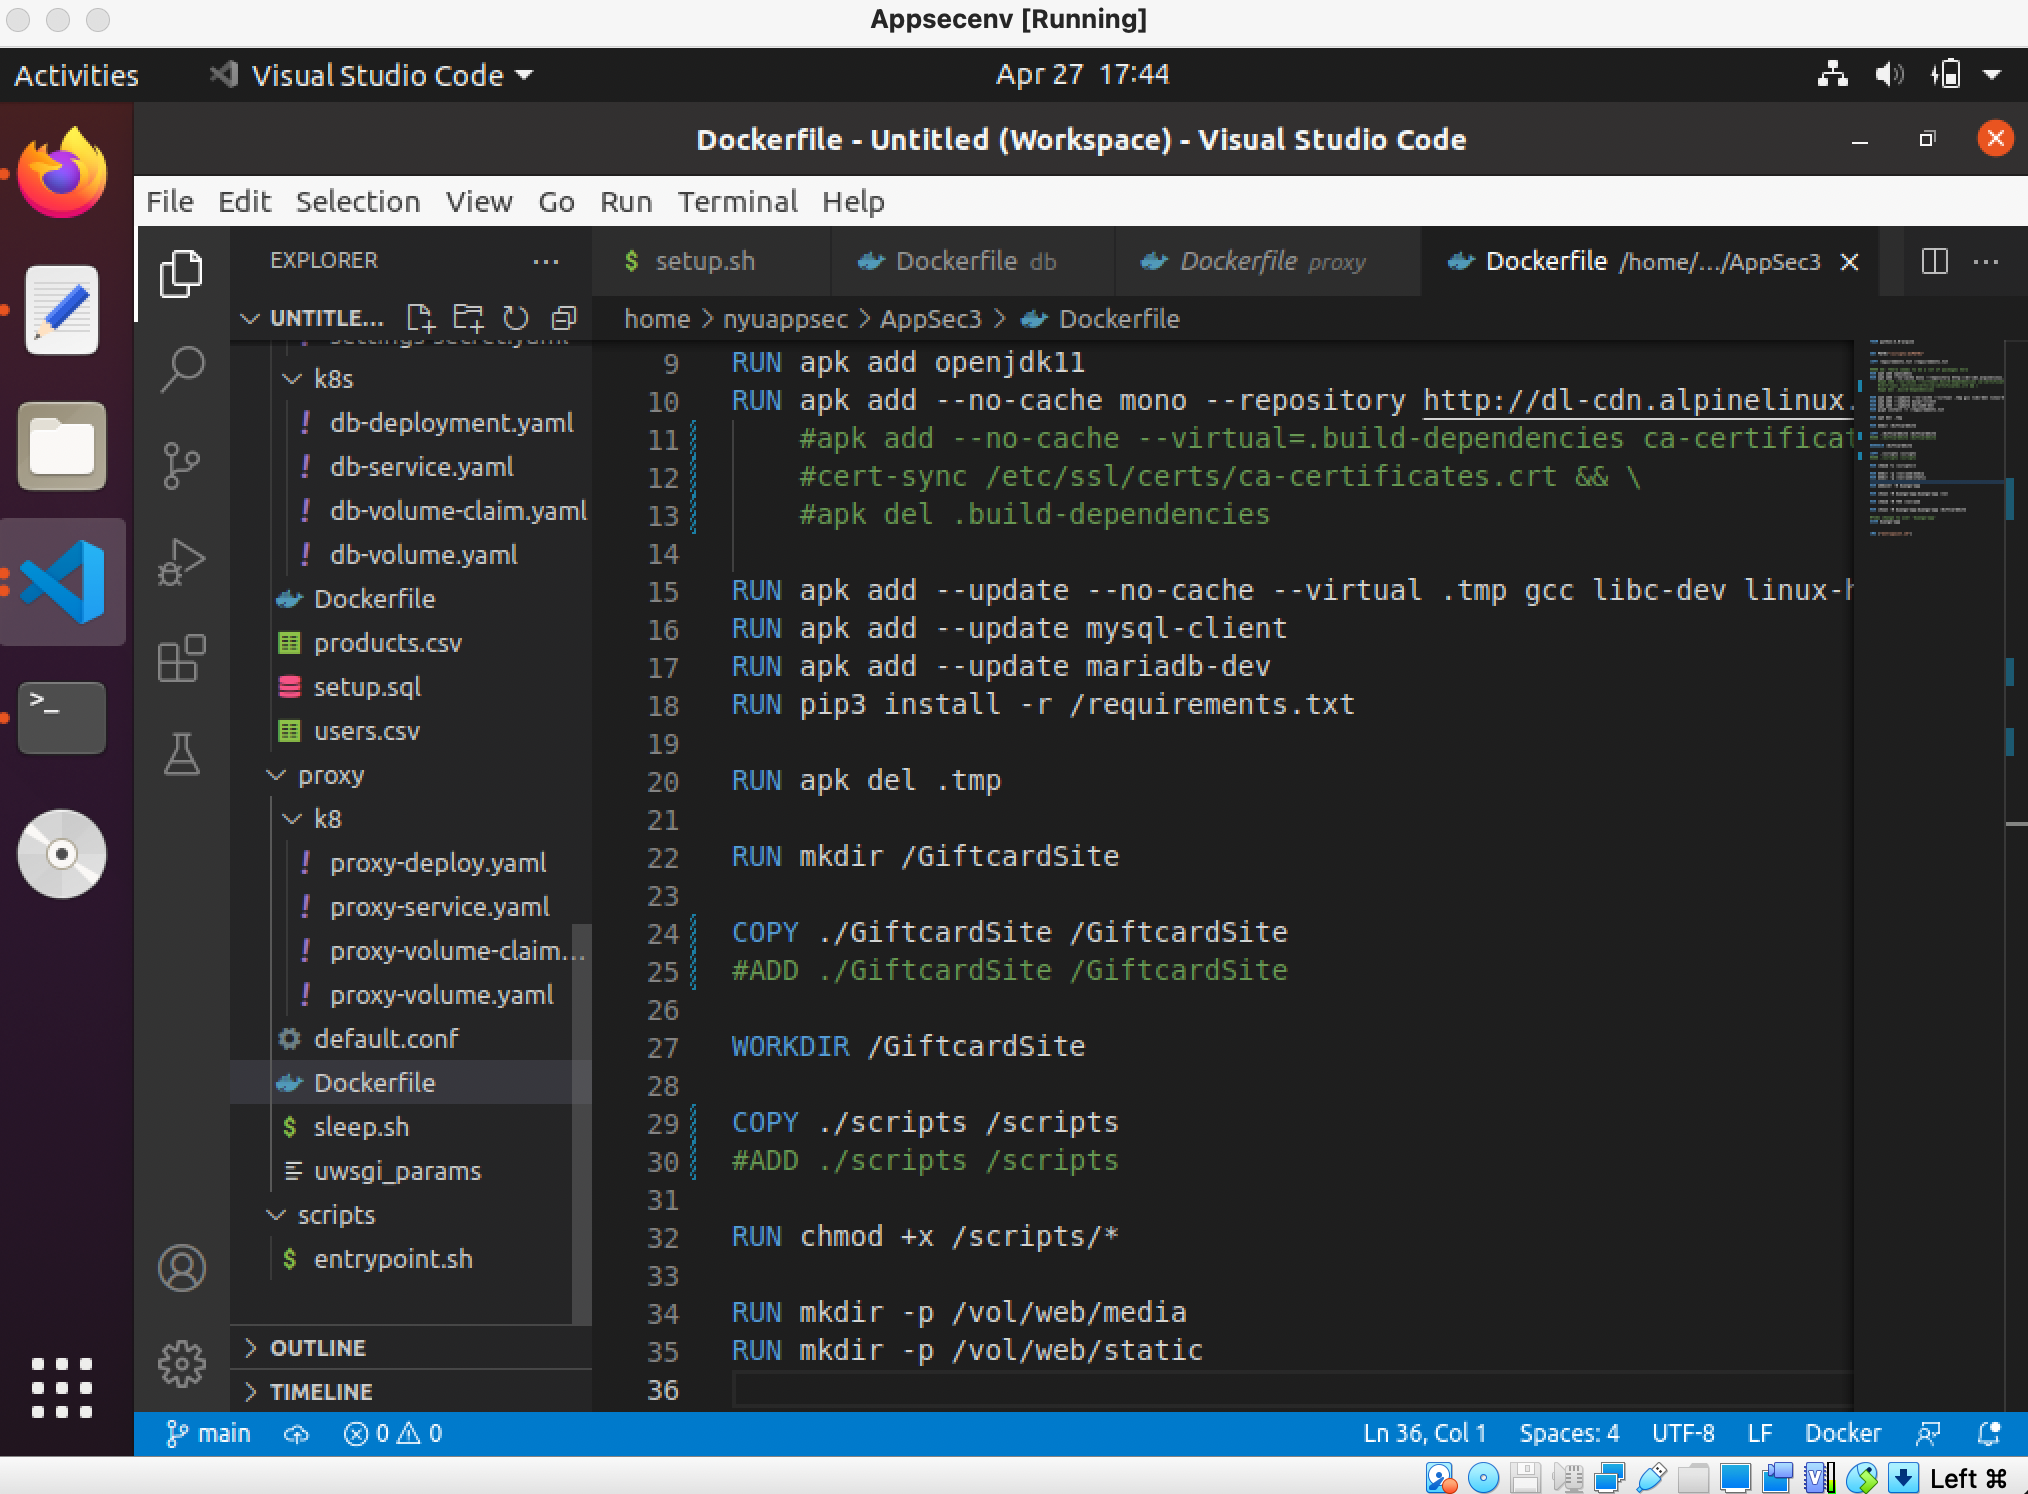 Appsecenv [Running]
Activities
Visual Studio Code
Apr 27 17:44
Dockerfile - Untitled (Workspace) - Visual Studio Code
File Edit Selection View Go Run Terminal Help
EXPLORER
UNTITLE...
k8s
db-deployment.yaml
db-service.yaml
db-volume-claim.yaml
db-volume.yaml
Dockerfile
products.csv
setup.sql
users.csv
proxy
k8
proxy-deploy.yaml
proxy-service.yaml
proxy-volume-claim...
proxy-volume.yaml
default.conf
Dockerfile
sleep.sh
uwsgi_params
scripts
entrypoint.sh
OUTLINE
TIMELINE
setup.sh
Dockerfile db
Dockerfile proxy
Dockerfile /home/.../AppSec3
home > nyuappsec > AppSec3 > Dockerfile
9 RUN apk add openjdk11
10 RUN apk add --no-cache mono --repository http://dl-cdn.alpinelinux.
11 #apk add --no-cache --virtual=.build-dependencies ca-certificat
12 #cert-sync /etc/ssl/certs/ca-certificates.crt && \
13 #apk del .build-dependencies
14
15 RUN apk add --update --no-cache --virtual .tmp gcc libc-dev linux-h
16 RUN apk add --update mysql-client
17 RUN apk add --update mariadb-dev
18 RUN pip3 install -r /requirements.txt
19
20 RUN apk del .tmp
21
22 RUN mkdir /GiftcardSite
23
24 COPY ./GiftcardSite /GiftcardSite
25 #ADD ./GiftcardSite /GiftcardSite
26
27 WORKDIR /GiftcardSite
28
29 COPY ./scripts /scripts
30 #ADD ./scripts /scripts
31
32 RUN chmod +x /scripts/*
33
34 RUN mkdir -p /vol/web/media
35 RUN mkdir -p /vol/web/static
36
main
0 0
Ln 36, Col 1
Spaces: 4
UTF-8
LF
Docker
Left ⌘